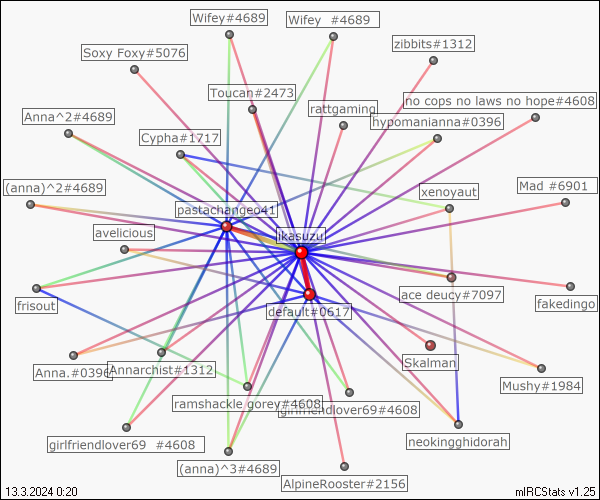 Wifey#4689
Wifey  #4689
zibbits#1312
Soxy Foxy#5076
Toucan#2473
no cops no laws no hope#4608
rattgaming
Anna^2#4689
hypomanianna#0396
Cypha#1717
(anna)^2#4689
Mad #6901
xenoyaut
pastachangeo41
avelicious
ikasuzu
ace deucy#7097
fakedingo
frisout
default#0617
Skalman
Anna.#0396
Annarchist#1312
Mushy#1984
ramshackle gorey#4608
girlfriendlover69#4608
girlfriendlover69  #4608
neokingghidorah
(anna)^3#4689
AlpineRooster#2156
13.3.2024 0:20
mIRCStats v1.25